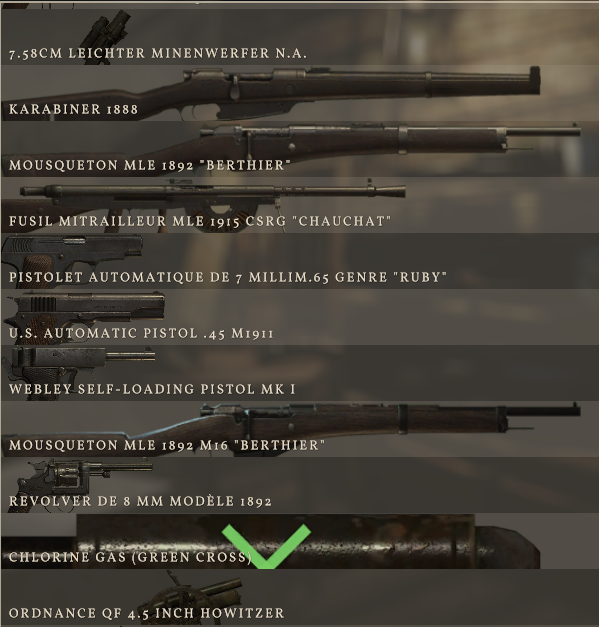 7.58CM LEICHTER MINENWERFER N.A.
KARABINER 1888
MOUSQUETON MLE 1892 "BERTHIER"
FUSIL MITRAILLEUR MLE 1915 CSRG "CHAUCHAT"
PISTOLET AUTOMATIQUE DE 7 MILLIM.65 GENRE "RUBY"
U.S. AUTOMATIC PISTOL .45 M1911
WEBLEY SELF-LOADING PISTOL MK I
MOUSQUETON MLE 1892 M16 "BERTHIER"
REVOLVER DE 8 MM MODÈLE 1892
CHLORINE GAS (GREEN CROSS)
ORDNANCE QF 4.5 INCH HOWITZER